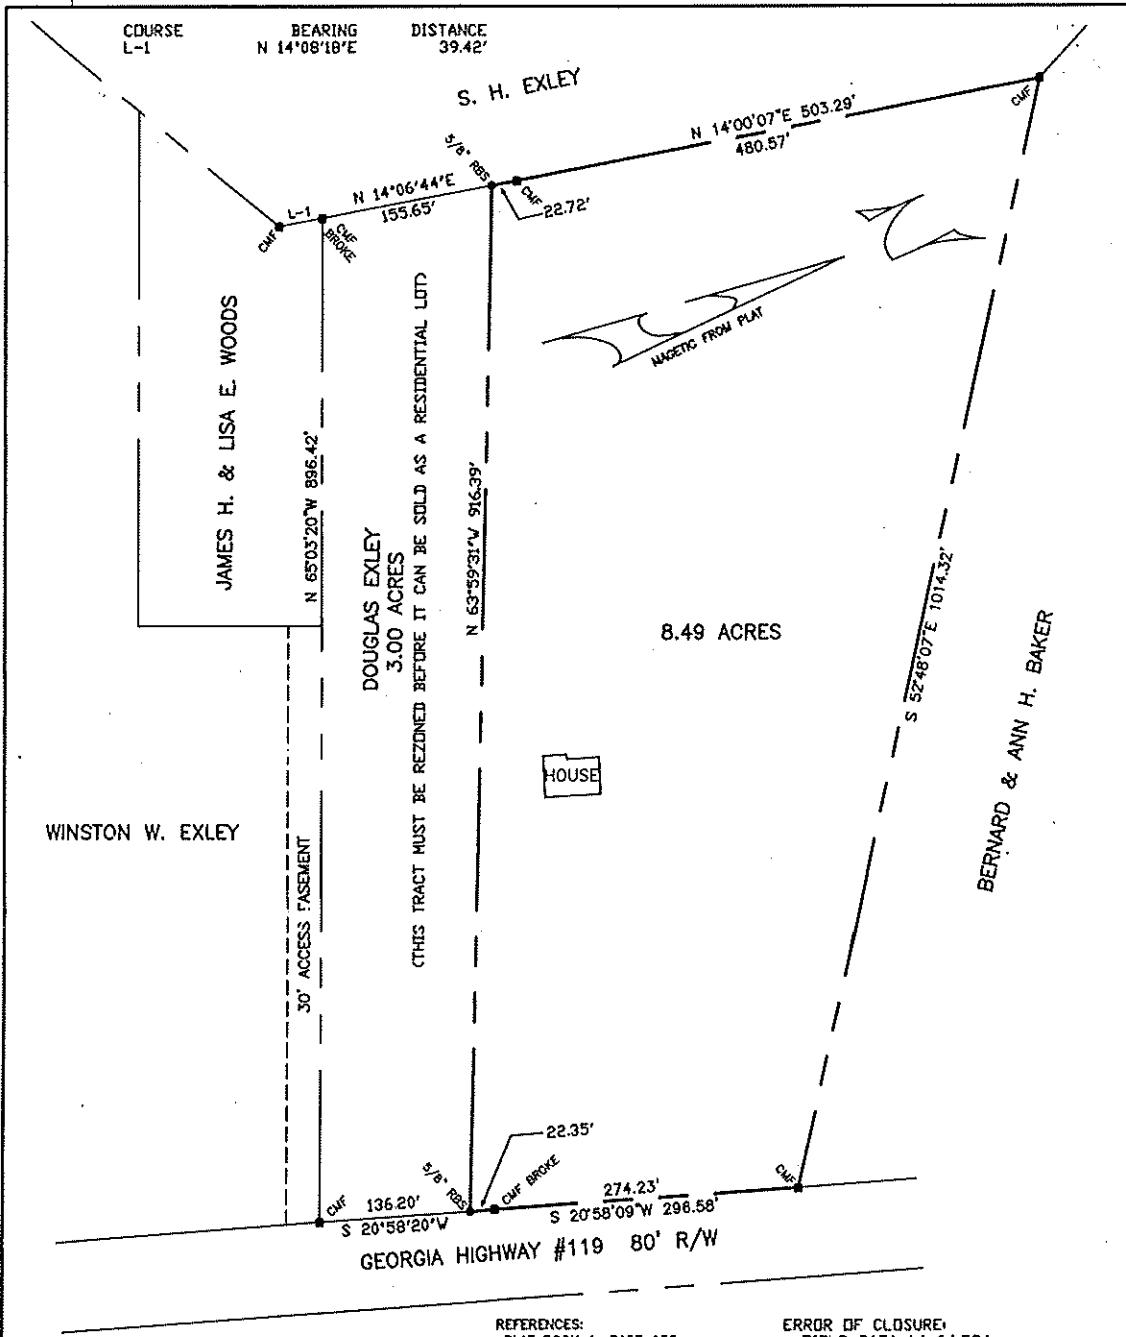 COURSE BEARING DISTANCE
L-1 N 14°08'18"E 39.42'
S. H. EXLEY
N 14°00'07"E 503.29'
480.57'
CMF
5/8" RBS
CMF
22.72'
N 14°06'44"E
155.65'
L-1
CMF
CMF
BROKE
MAGETIC FROM PLAT
JAMES H. & LISA E. WOODS
N 65°03'20"W 896.42'
DOUGLAS EXLEY
3.00 ACRES
(THIS TRACT MUST BE REZONED BEFORE IT CAN BE SOLD AS A RESIDENTIAL LOT)
N 63°59'31"W 916.39'
8.49 ACRES
S 52°48'07"E 1014.32'
BERNARD & ANN H. BAKER
HOUSE
WINSTON W. EXLEY
30' ACCESS EASEMENT
22.35'
5/8" RBS
CMF BROKE
CMF
CMF
136.20'
S 20°58'20"W
274.23'
S 20°58'09"W 296.58'
GEORGIA HIGHWAY #119 80' R/W
REFERENCES:
ERROR OF CLOSURE: